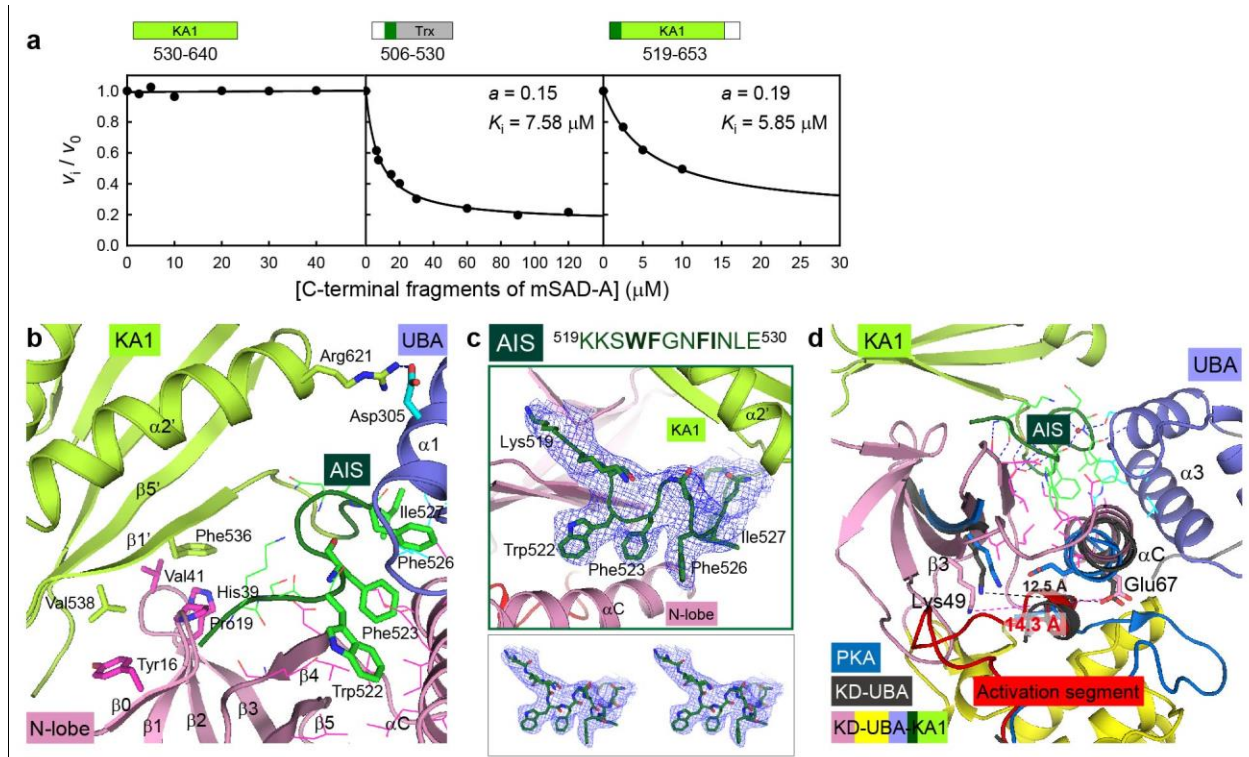 a
KA1
530-640
Trx
506-530
KA1
519-653
a = 0.15
Ki = 7.58 μM
a = 0.19
Ki = 5.85 μM
vi / v0
1.0
0.8
0.6
0.4
0.2
0.0
0 10 20 30 40
0 20 40 60 80 100 120
0 5 10 15 20 25 30
[C-terminal fragments of mSAD-A] (μM)
b
KA1
Arg621
UBA
Asp305
α1
α2'
AIS
β5'
Ile527
β1'
Phe536
Phe526
Val41
Val538
His39
Pro19
Phe523
Tyr16
Trp522
β4
β0
β1
β2
β3
β5
αC
N-lobe
c
AIS
519KKSWFGNFINLE530
α2'
KA1
Lys519
Ile527
Trp522
Phe523
Phe526
αC
N-lobe
d
KA1
UBA
AIS
α3
β3
αC
Lys49
12.5 Å
Glu67
14.3 Å
PKA
KD-UBA
Activation segment
KD-UBA-KA1